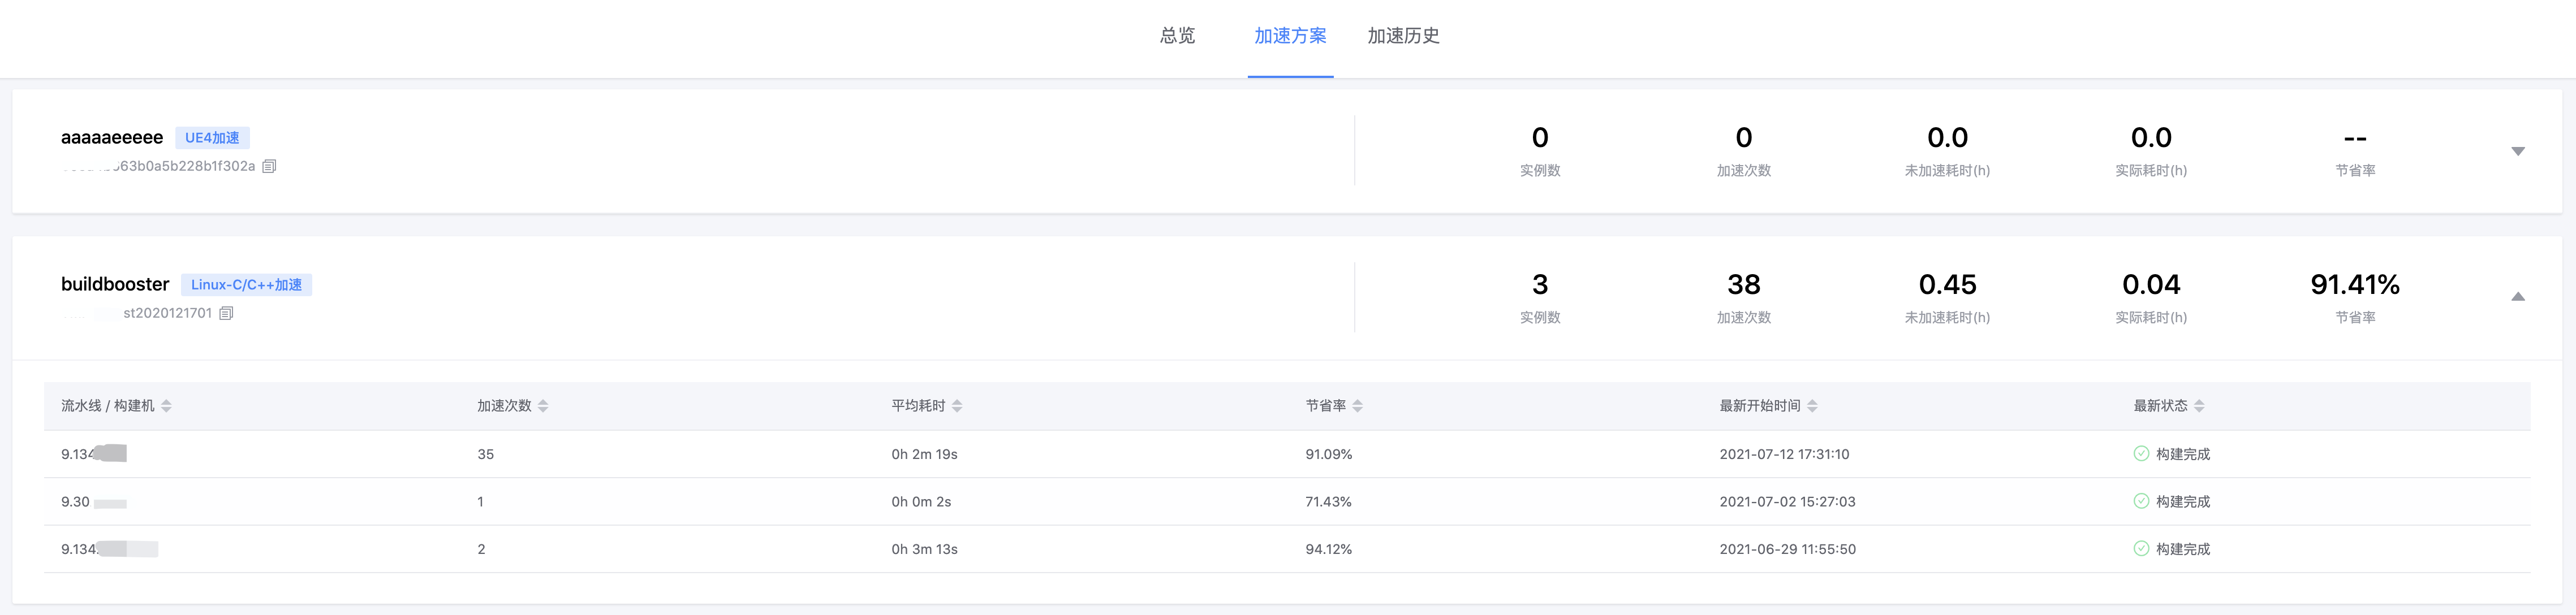 总览 加速方案 加速历史
aaaaaeeeee UE4加速
63b0a5b228b1f302a
0 0 0.0 0.0 --
实例数 加速次数 未加速耗时(h) 实际耗时(h) 节省率
buildbooster Linux-C/C++加速
st2020121701
3 38 0.45 0.04 91.41%
实例数 加速次数 未加速耗时(h) 实际耗时(h) 节省率
流水线 / 构建机 加速次数 平均耗时 节省率 最新开始时间 最新状态
9.134 35 0h 2m 19s 91.09% 2021-07-12 17:31:10 构建完成
9.30 1 0h 0m 2s 71.43% 2021-07-02 15:27:03 构建完成
9.134. 2 0h 3m 13s 94.12% 2021-06-29 11:55:50 构建完成